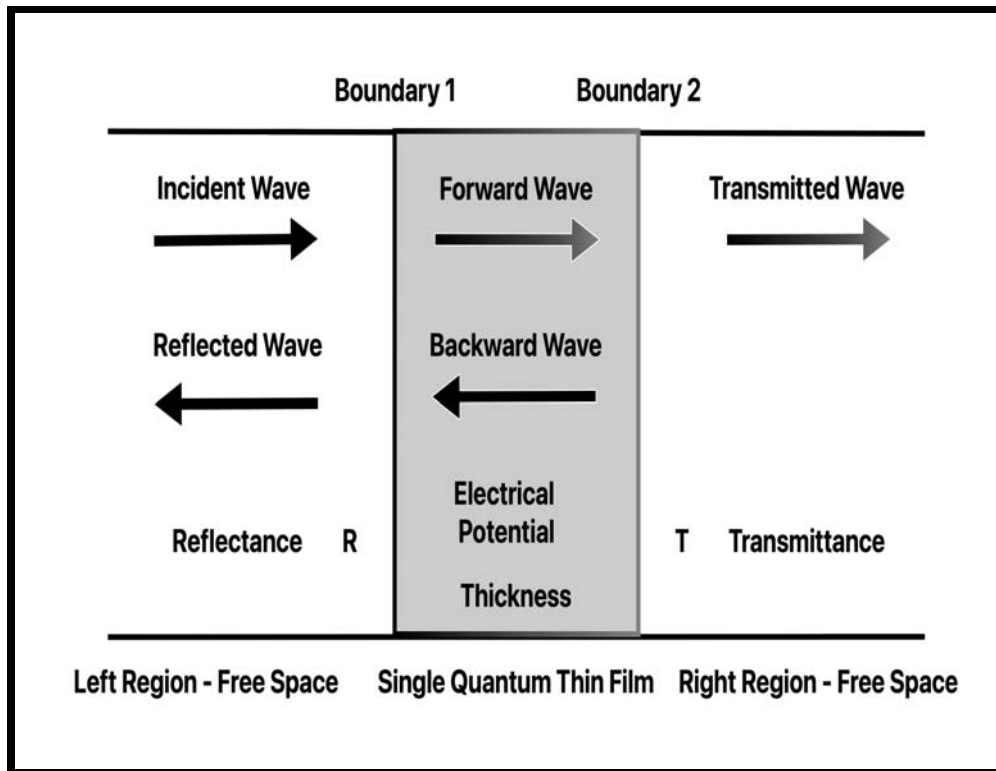 Boundary 1 Boundary 2
Incident Wave Forward Wave Transmitted Wave
Reflected Wave Backward Wave
Electrical
Potential
Reflectance R T Transmittance
Thickness
Left Region - Free Space Single Quantum Thin Film Right Region - Free Space